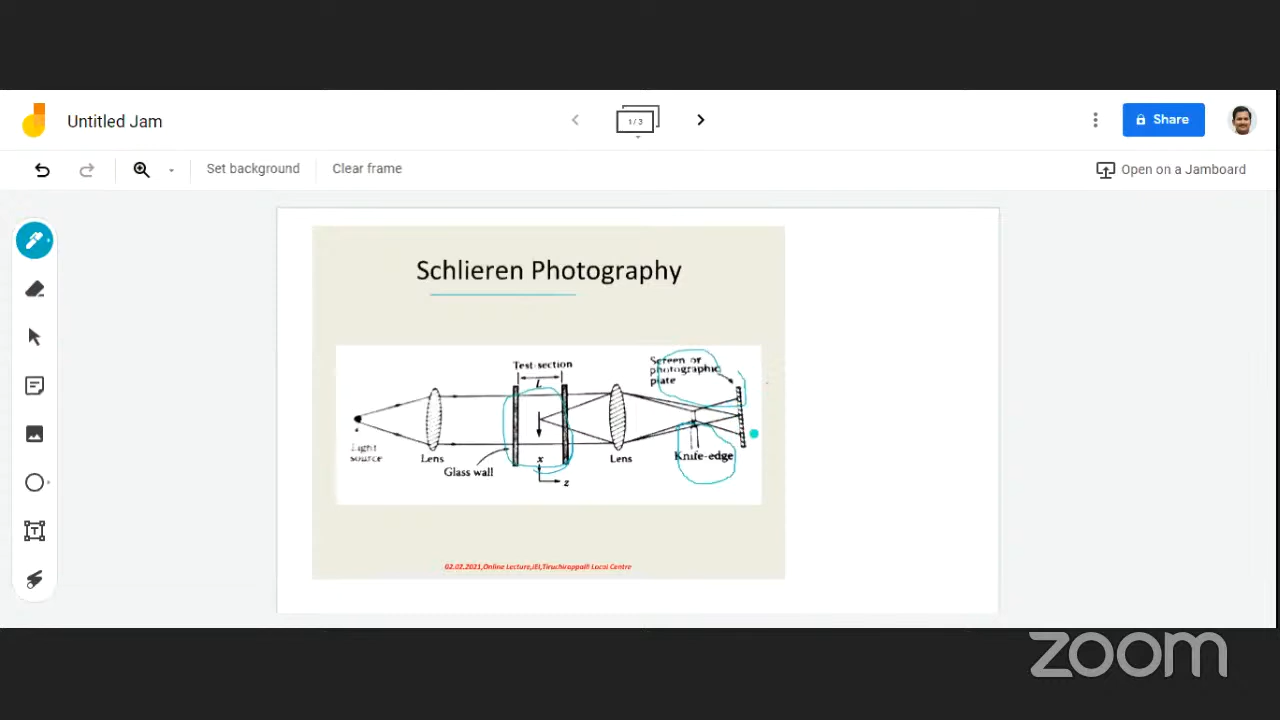 Untitled Jam
1 / 3
Share
Set background
Clear frame
Open on a Jamboard
Schlieren Photography
Test-section
L
Screen or
photographic
plate
Light
source
Lens
Glass wall
x
z
Lens
Knife-edge
02.02.2021,Online Lecture,IEI,Tiruchirappalli Local Centre
zoom